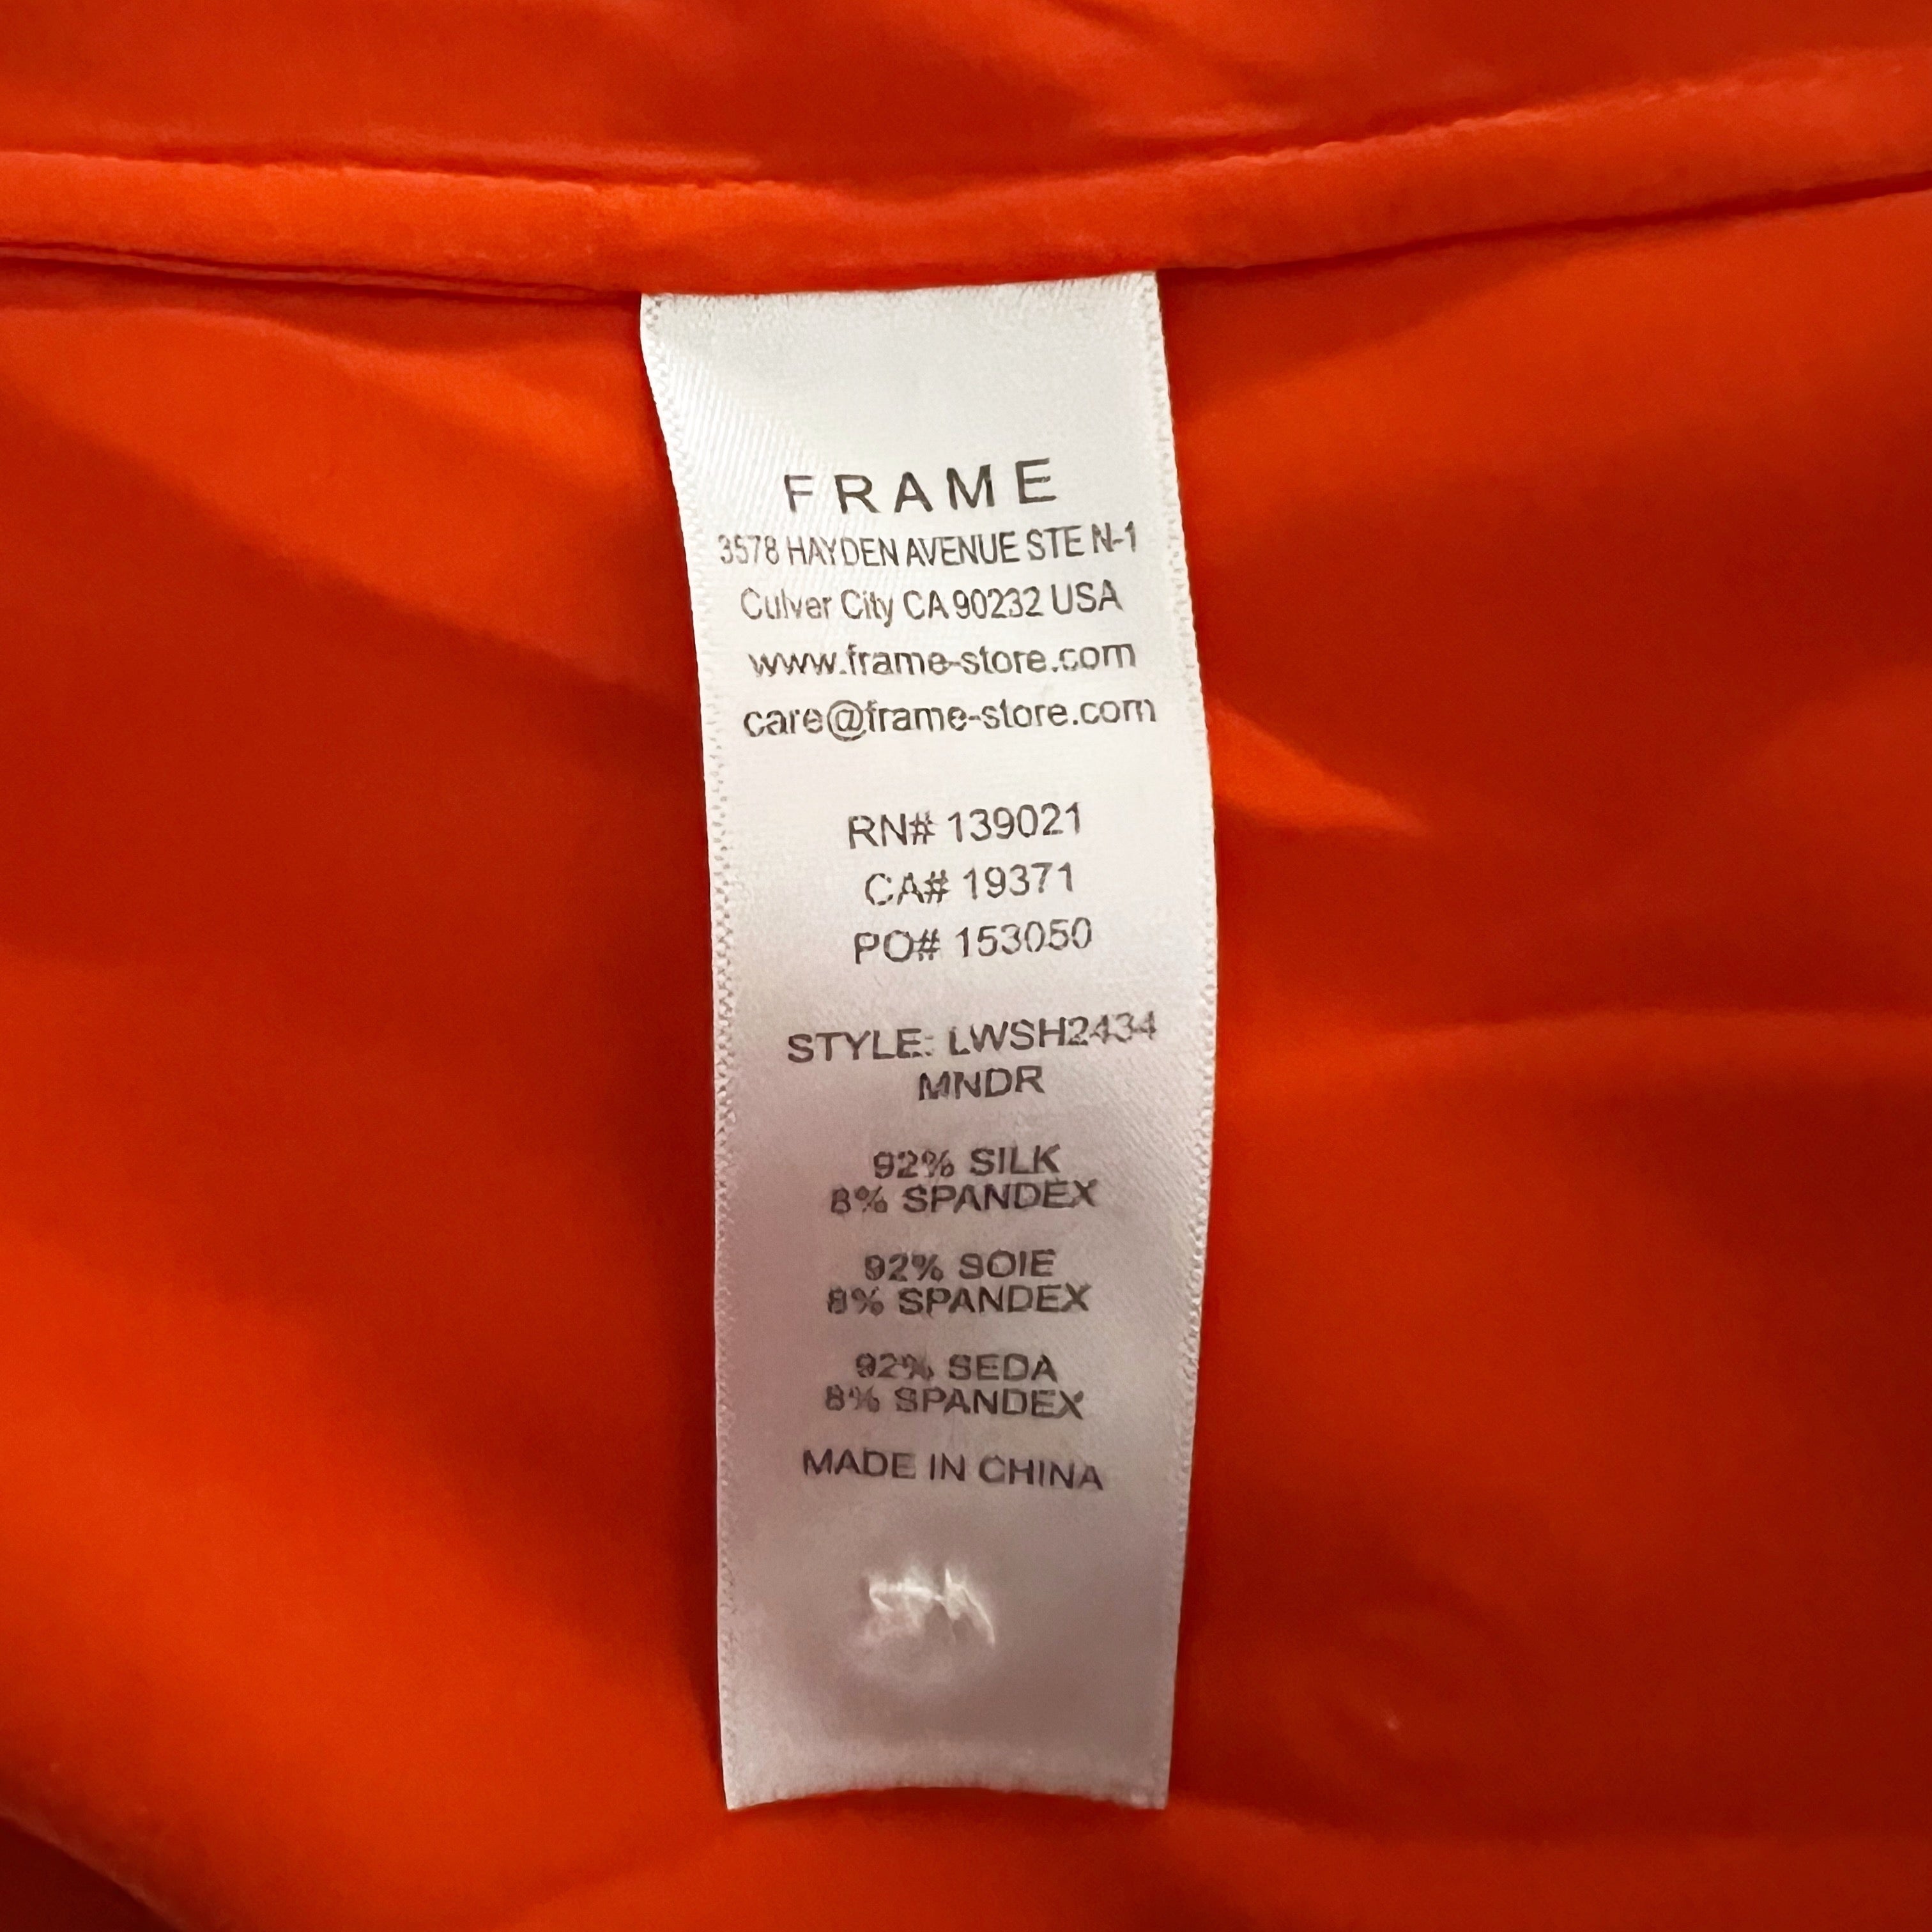 FRAME
3578 HAYDEN AVENUE STE N-1
Culver City CA 90232 USA
www.frame-store.com
care@frame-store.com
RN# 139021
CA# 19371
PO# 153050
STYLE: LWSH2434
MNDR
92% SILK
8% SPANDEX
92% SOIE
8% SPANDEX
92% SEDA
8% SPANDEX
MADE IN CHINA